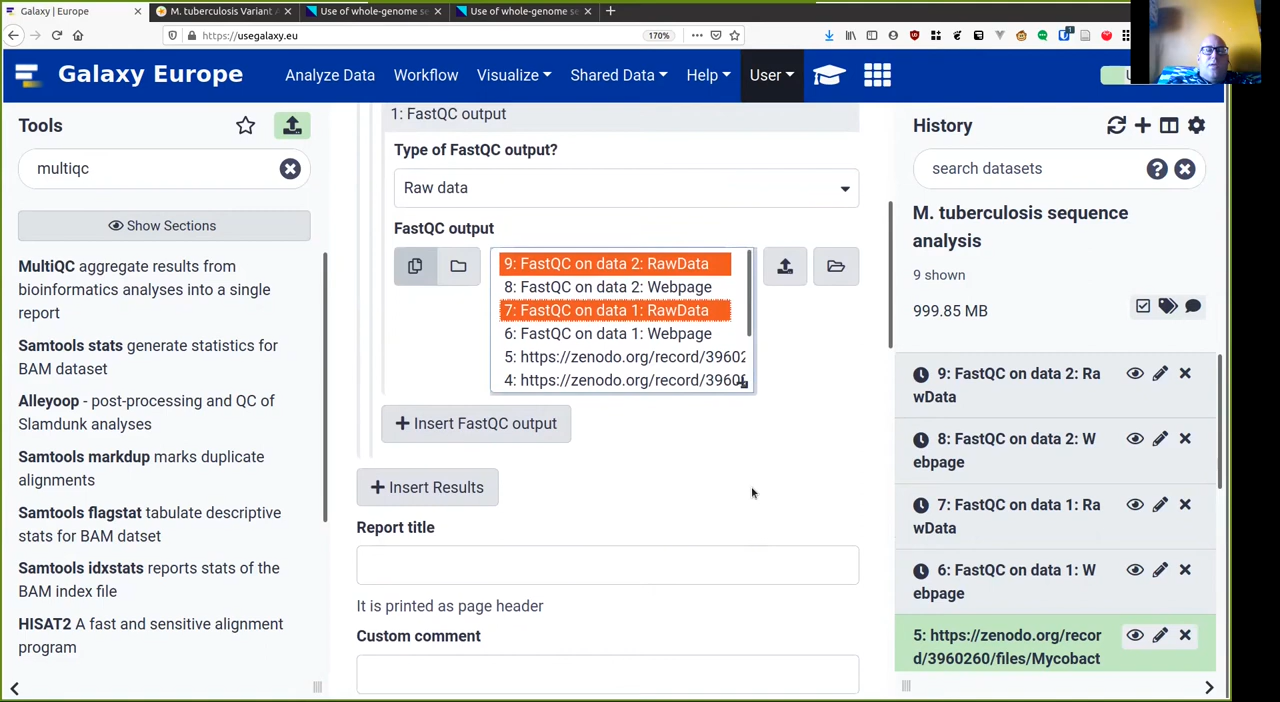 Galaxy | Europe
M. tuberculosis Variant
Use of whole-genome se
Use of whole-genome se
https://usegalaxy.eu
170%
Galaxy Europe
Analyze Data
Workflow
Visualize
Shared Data
Help
User
Tools
multiqc
Show Sections
MultiQC aggregate results from
bioinformatics analyses into a single
report
Samtools stats generate statistics for
BAM dataset
Alleyoop - post-processing and QC of
Slamdunk analyses
Samtools markdup marks duplicate
alignments
Samtools flagstat tabulate descriptive
stats for BAM datset
Samtools idxstats reports stats of the
BAM index file
HISAT2 A fast and sensitive alignment
program
1: FastQC output
Type of FastQC output?
Raw data
FastQC output
9: FastQC on data 2: RawData
8: FastQC on data 2: Webpage
7: FastQC on data 1: RawData
6: FastQC on data 1: Webpage
5: https://zenodo.org/record/39602
4: https://zenodo.org/record/3960
Insert FastQC output
Insert Results
Report title
It is printed as page header
Custom comment
History
search datasets
M. tuberculosis sequence
analysis
9 shown
999.85 MB
9: FastQC on data 2: Ra
wData
8: FastQC on data 2: W
ebpage
7: FastQC on data 1: Ra
wData
6: FastQC on data 1: W
ebpage
5: https://zenodo.org/recor
d/3960260/files/Mycobact